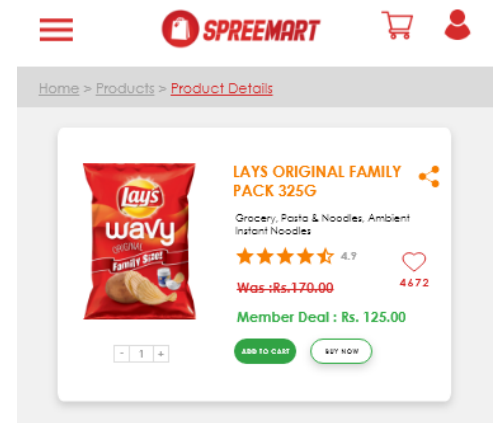 SPREEMART
Home > Products > Product Details
LAYS ORIGINAL FAMILY
PACK 325G
Grocery, Pasta & Noodles, Ambient
Instant Noodles
4.9
Was :Rs.170.00
4672
Member Deal : Rs. 125.00
- 1 +
ADD TO CART
BUY NOW
Lay's
wavy
ORIGINAL
Family Size!